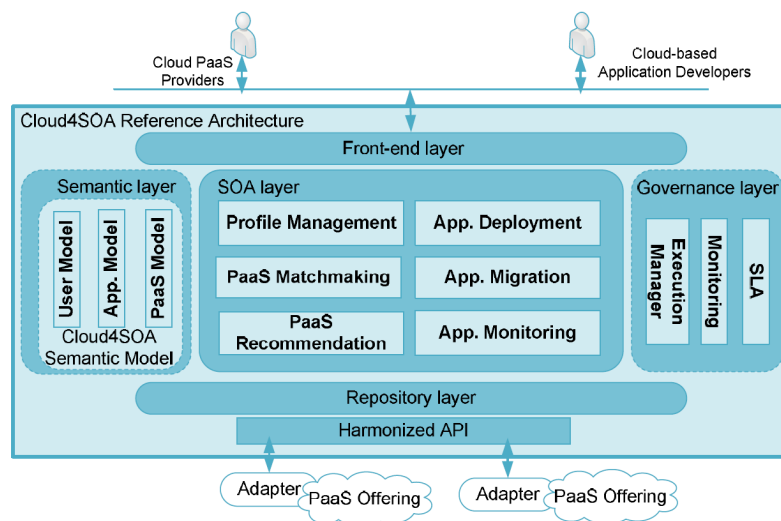 Cloud PaaS
Providers
Cloud-based
Application Developers
Cloud4SOA Reference Architecture
Front-end layer
Semantic layer
User Model
App. Model
PaaS Model
Cloud4SOA
Semantic Model
SOA layer
Profile Management
App. Deployment
PaaS Matchmaking
App. Migration
PaaS
Recommendation
App. Monitoring
Governance layer
Execution
Manager
Monitoring
SLA
Repository layer
Harmonized API
Adapter
PaaS Offering
Adapter
PaaS Offering